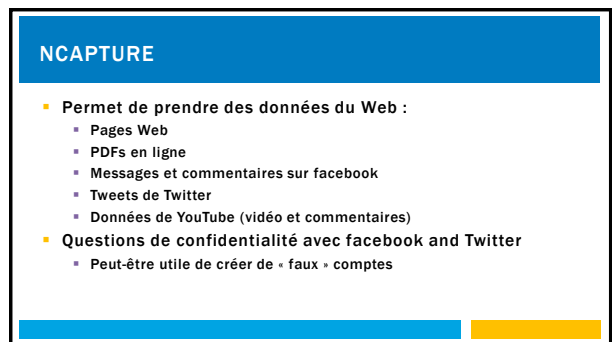 NCAPTURE
▪ Permet de prendre des données du Web :
▪ Pages Web
▪ PDFs en ligne
▪ Messages et commentaires sur facebook
▪ Tweets de Twitter
▪ Données de YouTube (vidéo et commentaires)
▪ Questions de confidentialité avec facebook and Twitter
▪ Peut-être utile de créer de « faux » comptes